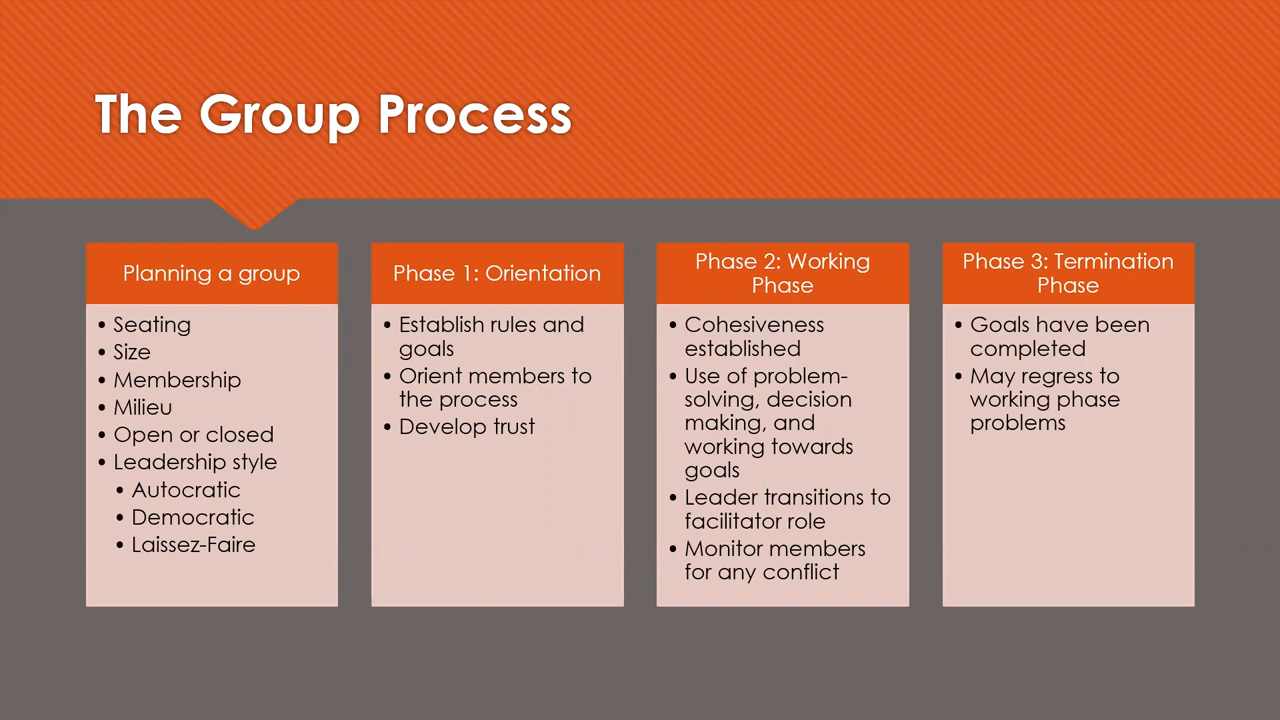 The Group Process
Planning a group
• Seating
• Size
• Membership
• Milieu
• Open or closed
• Leadership style
• Autocratic
• Democratic
• Laissez-Faire
Phase 1: Orientation
• Establish rules and
goals
• Orient members to
the process
• Develop trust
Phase 2: Working
Phase
• Cohesiveness
established
• Use of problem-
solving, decision
making, and
working towards
goals
• Leader transitions to
facilitator role
• Monitor members
for any conflict
Phase 3: Termination
Phase
• Goals have been
completed
• May regress to
working phase
problems